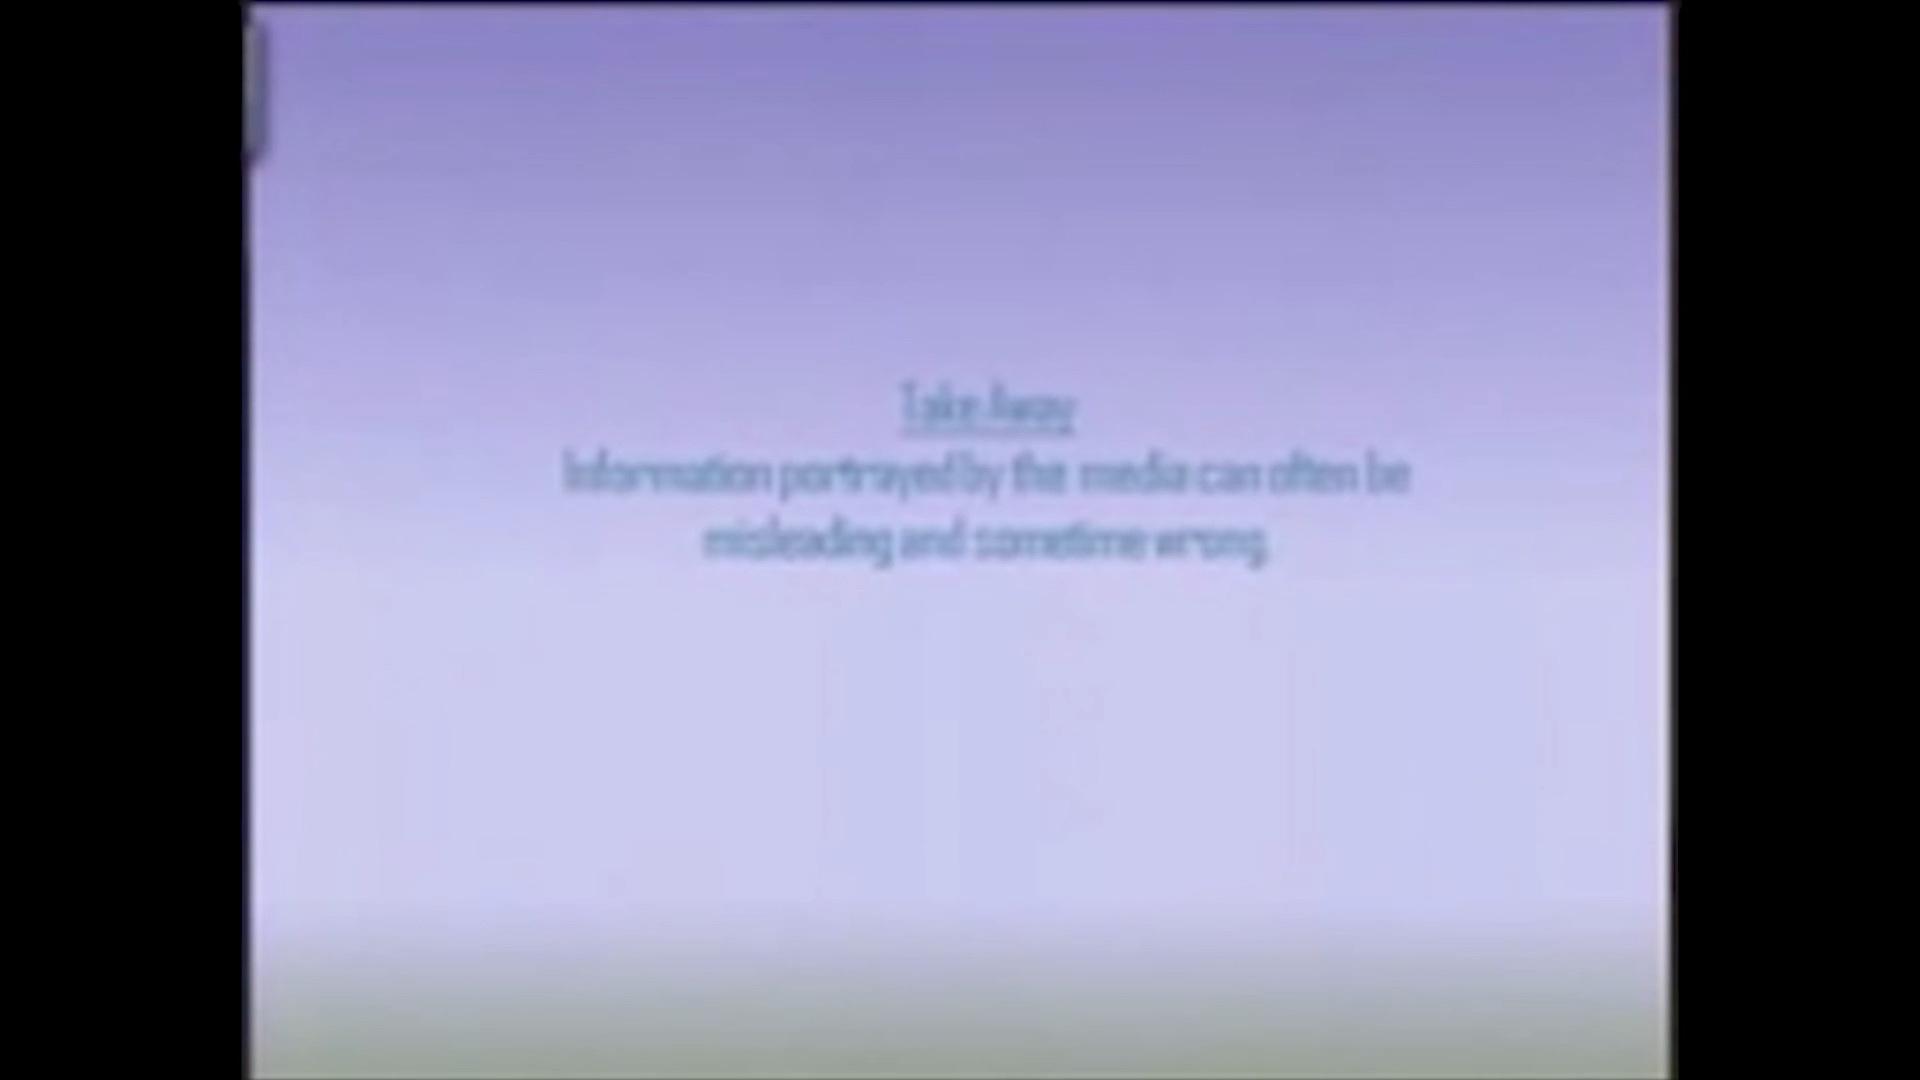 Take Away
Information portrayed by the media can often be
misleading and sometime wrong.